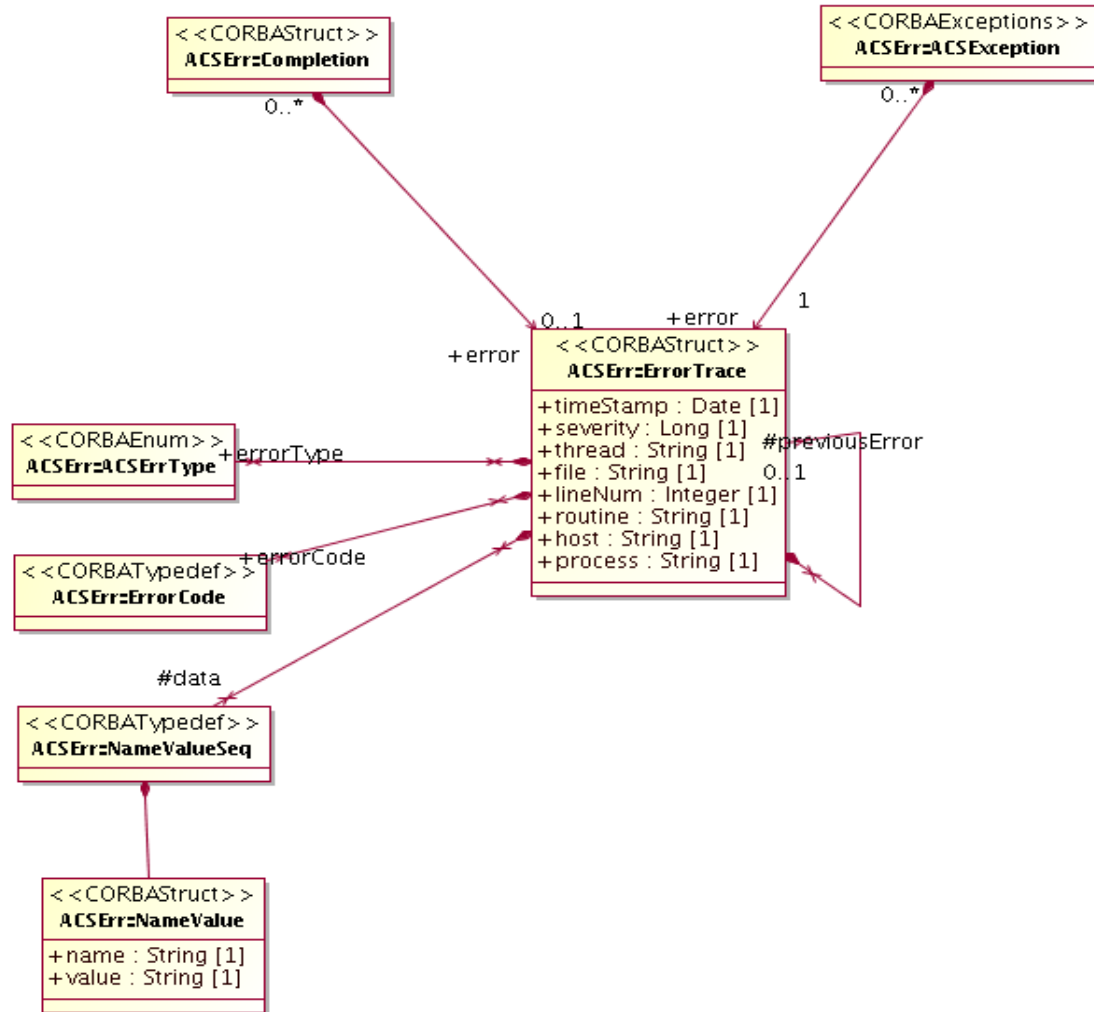 <<CORBAStruct>>
ACSErr::Completion
0..*
<<CORBAExceptions>>
ACSErr::ACSException
0..*
0..1
+error
+error
1
<<CORBAStruct>>
ACSErr::ErrorTrace
+timeStamp : Date [1]
+severity : Long [1]
+thread : String [1]
+file : String [1]
+lineNum : Integer [1]
+routine : String [1]
+host : String [1]
+process : String [1]
#previousError
0..1
<<CORBAEnum>>
ACSErr::ACSErrType
+errorType
<<CORBATypedef>>
ACSErr::ErrorCode
+errorCode
#data
<<CORBATypedef>>
ACSErr::NameValueSeq
<<CORBAStruct>>
ACSErr::NameValue
+name : String [1]
+value : String [1]